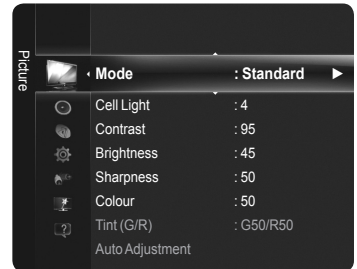 Picture
Mode : Standard ►
Cell Light : 4
Contrast : 95
Brightness : 45
Sharpness : 50
Colour : 50
Tint (G/R) : G50/R50
Auto Adjustment